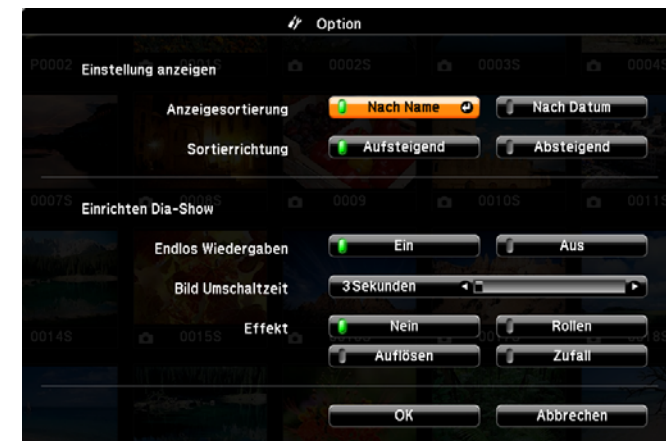 Option
P0002 0001S 0002S 0003S 0004S
Einstellung anzeigen
Anzeigesortierung Nach Name Nach Datum
Sortierrichtung Aufsteigend Absteigend
0007S 0008S 0009 0010S 0011S
Einrichten Dia-Show
Endlos Wiedergaben Ein Aus
Bild Umschaltzeit 3Sekunden
Effekt Nein Rollen
0014S 0015S
Auflösen Zufall
OK Abbrechen